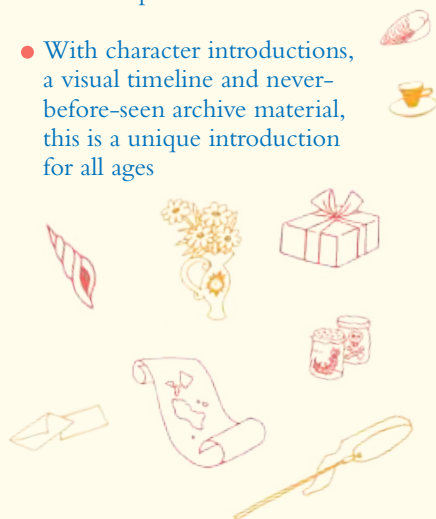 With character introductions,
a visual timeline and never-
before-seen archive material,
this is a unique introduction
for all ages